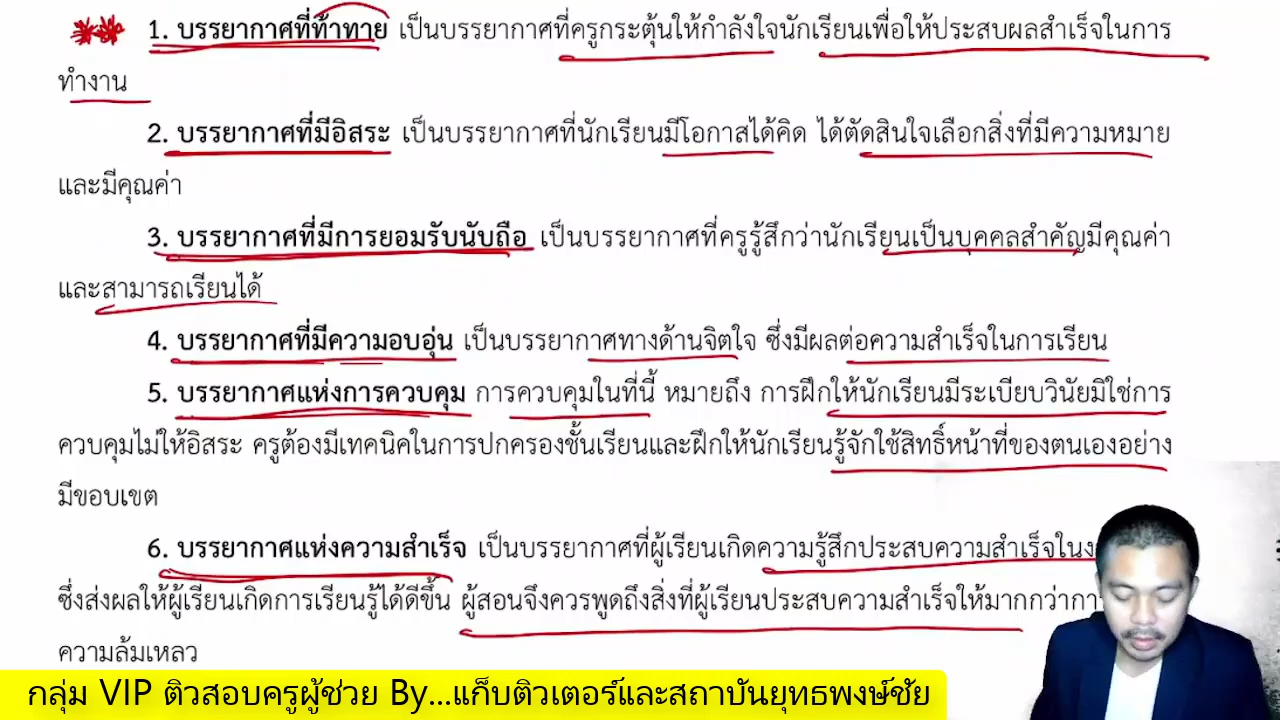 1. บรรยากาศที่ท้าทาย เป็นบรรยากาศที่ครูกระตุ้นให้กำลังใจนักเรียนเพื่อให้ประสบผลสำเร็จในการ
ทำงาน
2. บรรยากาศที่มีอิสระ เป็นบรรยากาศที่นักเรียนมีโอกาสได้คิด ได้ตัดสินใจเลือกสิ่งที่มีความหมาย
และมีคุณค่า
3. บรรยากาศที่มีการยอมรับนับถือ เป็นบรรยากาศที่ครูรู้สึกว่านักเรียนเป็นบุคคลสำคัญมีคุณค่า
และสามารถเรียนได้
4. บรรยากาศที่มีความอบอุ่น เป็นบรรยากาศทางด้านจิตใจ ซึ่งมีผลต่อความสำเร็จในการเรียน
5. บรรยากาศแห่งการควบคุม การควบคุมในที่นี้ หมายถึง การฝึกให้นักเรียนมีระเบียบวินัยมิใช่การ
ควบคุมไม่ให้อิสระ ครูต้องมีเทคนิคในการปกครองชั้นเรียนและฝึกให้นักเรียนรู้จักใช้สิทธิ์หน้าที่ของตนเองอย่าง
มีขอบเขต
6. บรรยากาศแห่งความสำเร็จ เป็นบรรยากาศที่ผู้เรียนเกิดความรู้สึกประสบความสำเร็จใน
ซึ่งส่งผลให้ผู้เรียนเกิดการเรียนรู้ได้ดีขึ้น ผู้สอนจึงควรพูดถึงสิ่งที่ผู้เรียนประสบความสำเร็จให้มากกว่า
ความล้มเหลว
กลุ่ม VIP ติวสอบครูผู้ช่วย By...แก็บติวเตอร์และสถาบันยุทธพงษ์ชัย